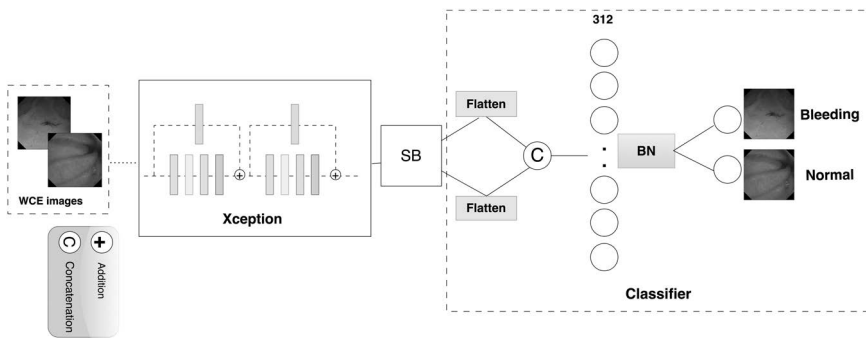 WCE images
Xception
SB
Flatten
Flatten
C
312
BN
Bleeding
Normal
Classifier
+ Addition
C Concatenation